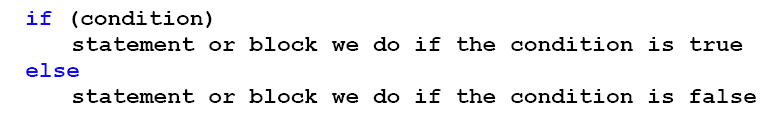 if (condition)
statement or block we do if the condition is true
else
statement or block we do if the condition is false